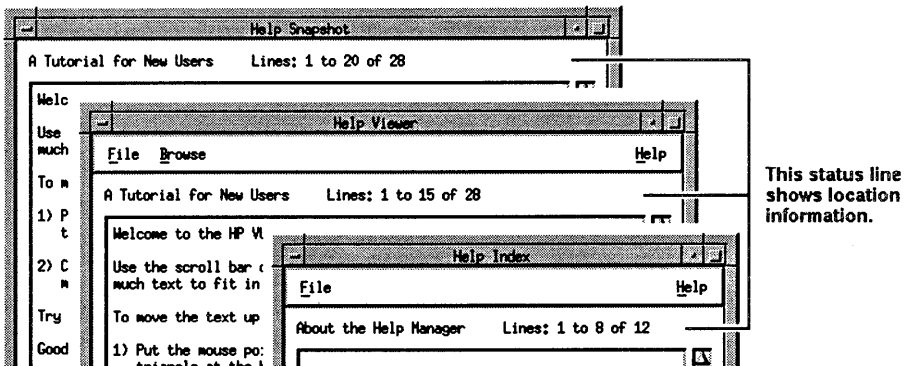 Help Snapshot
A Tutorial for New Users Lines: 1 to 20 of 28
Welc
Use
much
To m
1) P
t
2) C
m
Try
Good
Help Viewer
File Browse Help
A Tutorial for New Users Lines: 1 to 15 of 28
Welcome to the HP
Use the scroll bar
much text to fit in
To move the text up
1) Put the mouse po:
Help Index
File Help
About the Help Manager Lines: 1 to 8 of 12
This status line
shows location
information.